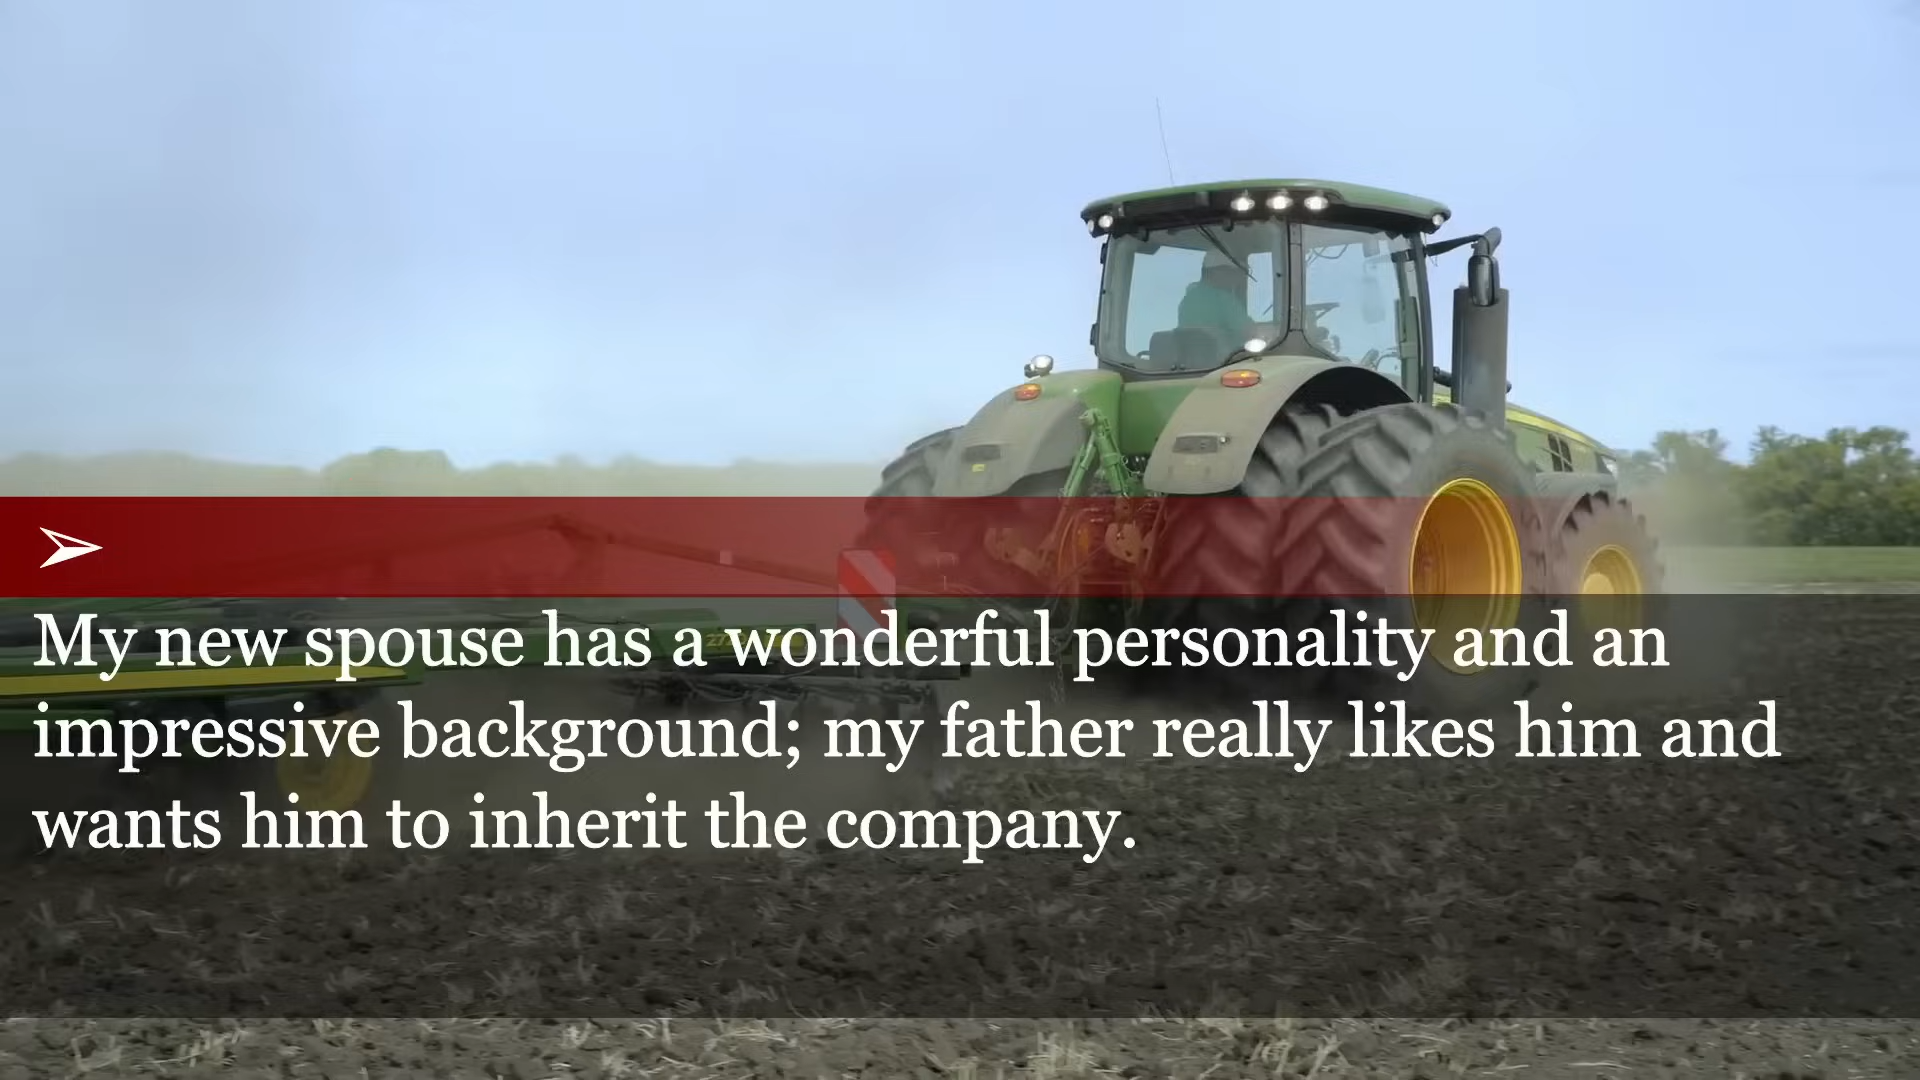 My new spouse has a wonderful personality and an
impressive background; my father really likes him and
wants him to inherit the company.